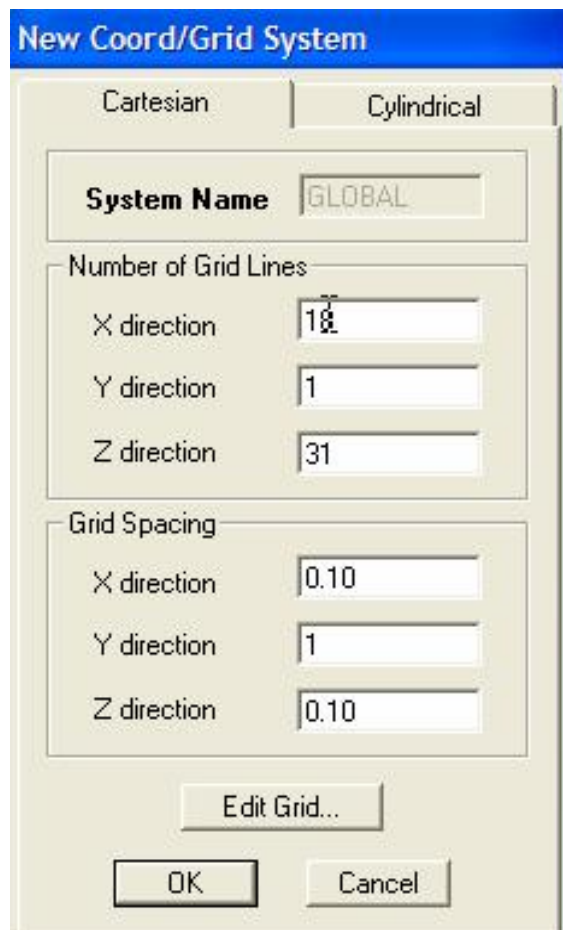 New Coord/Grid System
Cartesian Cylindrical
System Name GLOBAL
Number of Grid Lines
X direction 18
Y direction 1
Z direction 31
Grid Spacing
X direction 0.10
Y direction 1
Z direction 0.10
Edit Grid...
OK Cancel